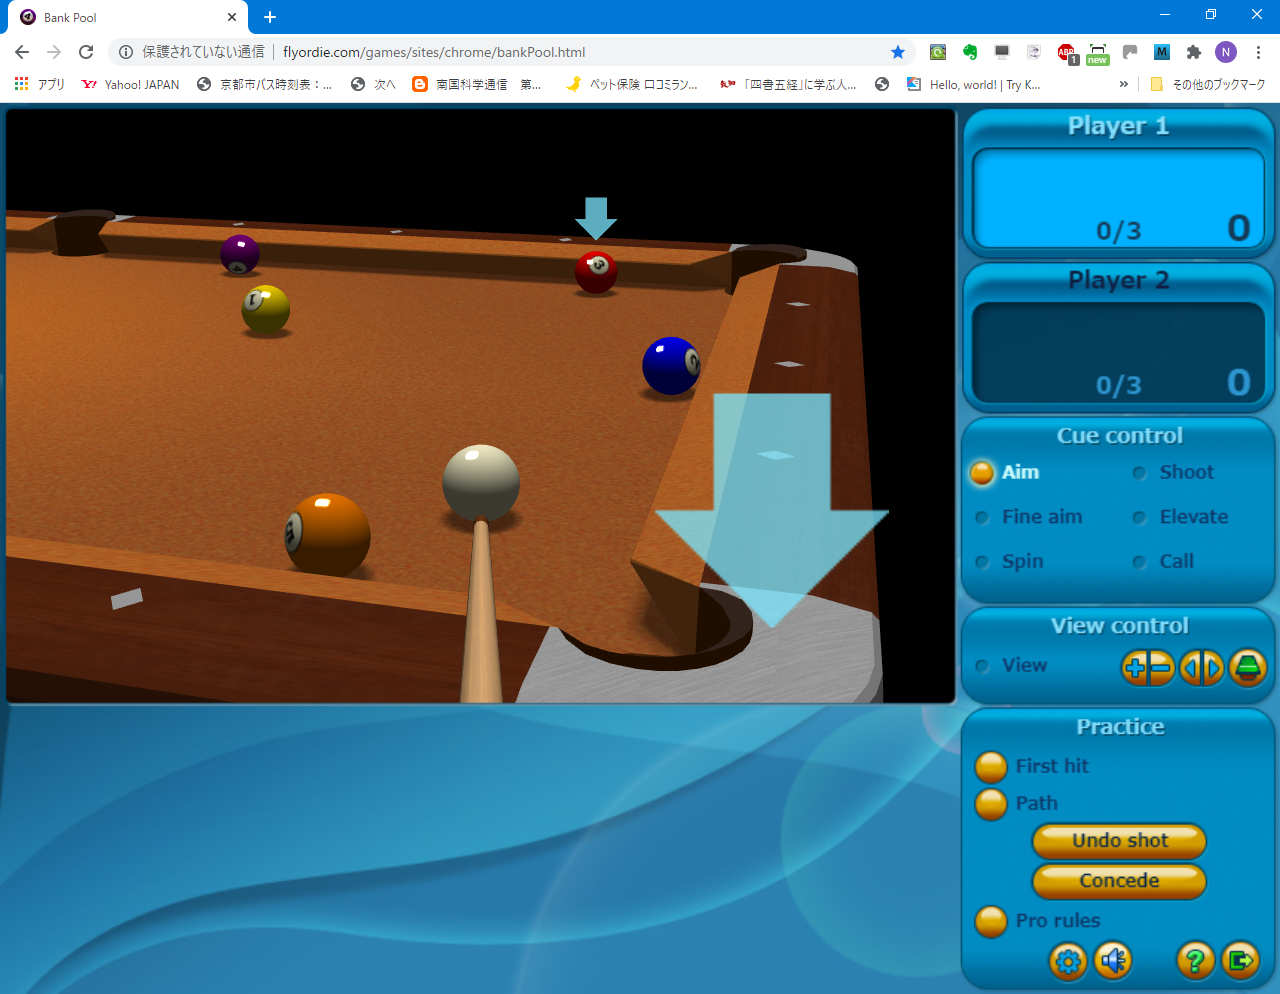 Bank Pool
保護されていない通信
flyordie.com/games/sites/chrome/bankPool.html
ABP
1
new
M
N
アプリ
Yahoo! JAPAN
京都市バス時刻表：...
次へ
南国科学通信　第...
ペット保険 口コミラン...
「四書五経」に学ぶ人...
Hello, world! | Try K...
»
その他のブックマーク
Player 1
0/3
0
Player 2
0/3
0
Cue control
Aim
Shoot
Fine aim
Elevate
Spin
Call
View control
View
Practice
First hit
Path
Undo shot
Concede
Pro rules
?
1